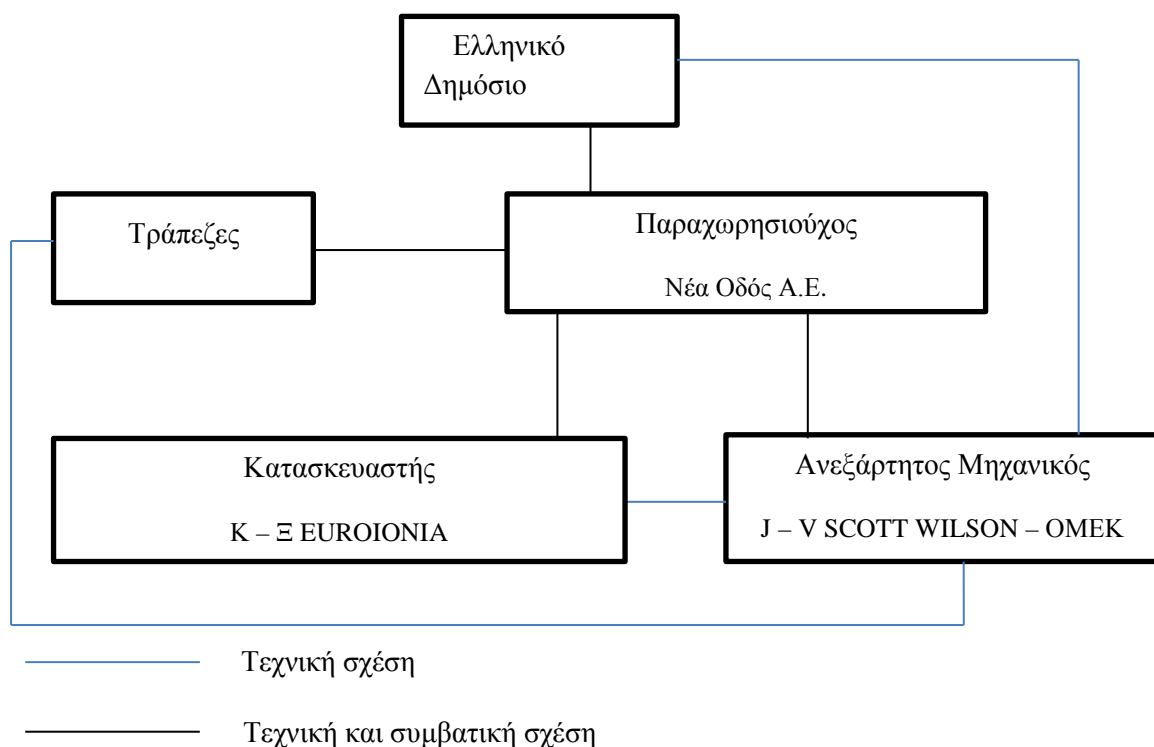 Ελληνικό
Δημόσιο
Τράπεζες
Παραχωρησιούχος
Νέα Οδός Α.Ε.
Κατασκευαστής
Κ – Ξ EUROIONIA
Ανεξάρτητος Μηχανικός
J – V SCOTT WILSON – OMEK
Τεχνική σχέση
Τεχνική και συμβατική σχέση